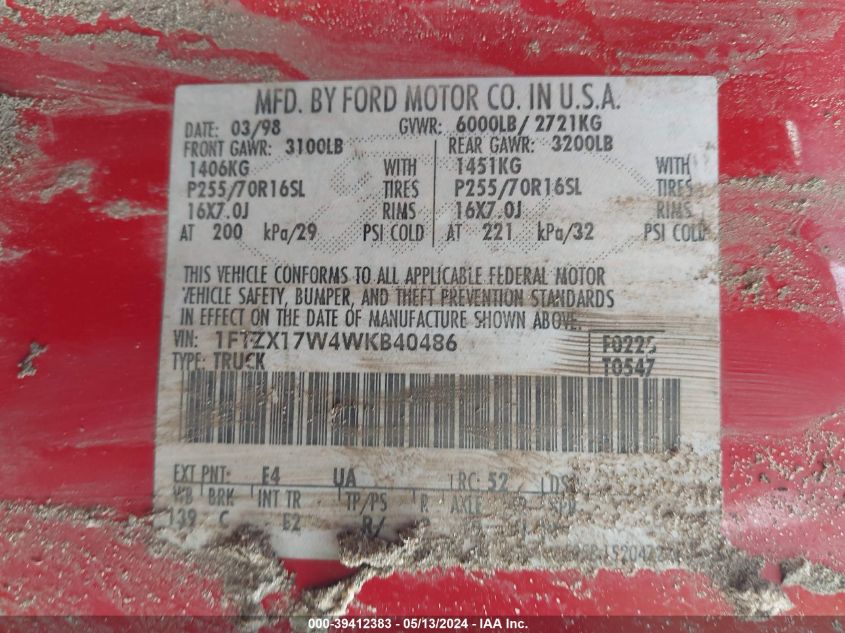 MFD. BY FORD MOTOR CO. IN U.S.A.
DATE: 03/98 GVWR: 6000LB/ 2721KG
FRONT GAWR: 3100LB REAR GAWR: 3200LB
1406KG WITH 1451KG WITH
P255/70R16SL TIRES P255/70R16SL TIRES
16X7.0J RIMS 16X7.0J RIMS
AT 200 kPa/29 PSI COLD AT 221 kPa/32 PSI COLD
THIS VEHICLE CONFORMS TO ALL APPLICABLE FEDERAL MOTOR
VEHICLE SAFETY, BUMPER, AND THEFT PREVENTION STANDARDS
IN EFFECT ON THE DATE OF MANUFACTURE SHOWN ABOVE.
VIN: 1FTZX17W4WKB40486 F0225
TYPE: TRUCK T0547
EXT PNT: E4 UA RC: 52 DS
WB BRK INT TR TP/PS R AXLE
139 C E2 R/
000-39412383 - 05/13/2024 - IAA Inc.